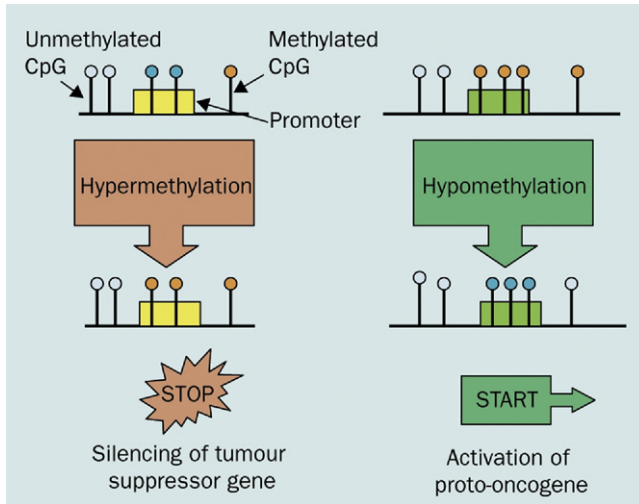 Unmethylated
CpG
Methylated
CpG
Promoter
Hypermethylation
Hypomethylation
STOP
START
Silencing of tumour
suppressor gene
Activation of
proto-oncogene